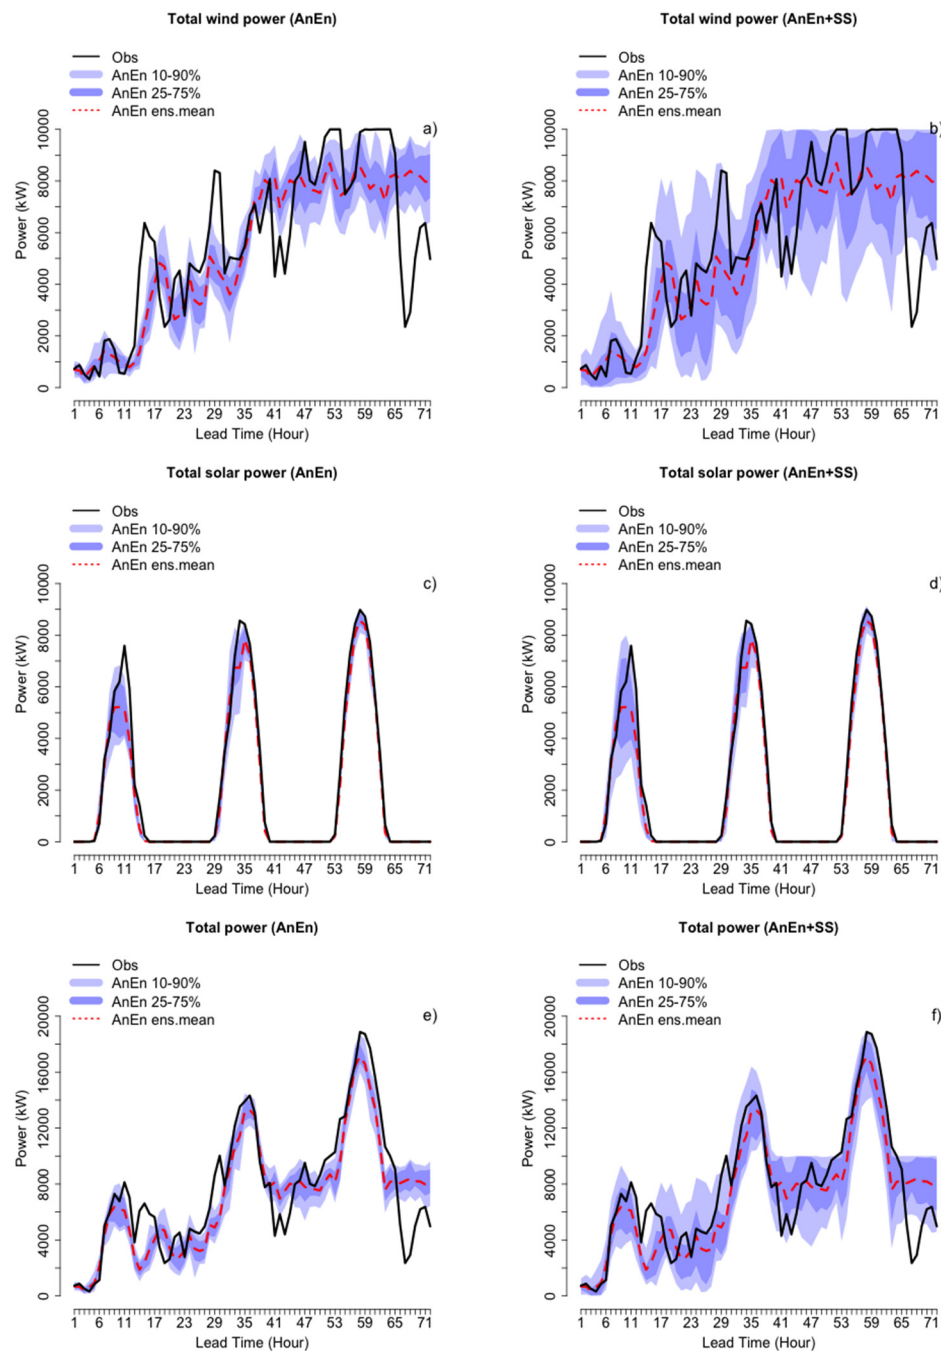 Total wind power (AnEn)
Obs
AnEn 10-90%
AnEn 25-75%
AnEn ens.mean
a)
Power (kW)
0 2000 4000 6000 8000 10000
1 6 11 17 23 29 35 41 47 53 59 65 71
Lead Time (Hour)
Total wind power (AnEn+SS)
Obs
AnEn 10-90%
AnEn 25-75%
AnEn ens.mean
b)
Power (kW)
0 2000 4000 6000 8000 10000
1 6 11 17 23 29 35 41 47 53 59 65 71
Lead Time (Hour)
Total solar power (AnEn)
Obs
AnEn 10-90%
AnEn 25-75%
AnEn ens.mean
c)
Power (kW)
0 2000 4000 6000 8000 10000
1 6 11 17 23 29 35 41 47 53 59 65 71
Lead Time (Hour)
Total solar power (AnEn+SS)
Obs
AnEn 10-90%
AnEn 25-75%
AnEn ens.mean
d)
Power (kW)
0 2000 4000 6000 8000 10000
1 6 11 17 23 29 35 41 47 53 59 65 71
Lead Time (Hour)
Total power (AnEn)
Obs
AnEn 10-90%
AnEn 25-75%
AnEn ens.mean
e)
Power (kW)
0 4000 8000 12000 16000 20000
1 6 11 17 23 29 35 41 47 53 59 65 71
Lead Time (Hour)
Total power (AnEn+SS)
Obs
AnEn 10-90%
AnEn 25-75%
AnEn ens.mean
f)
Power (kW)
0 4000 8000 12000 16000 20000
1 6 11 17 23 29 35 41 47 53 59 65 71
Lead Time (Hour)